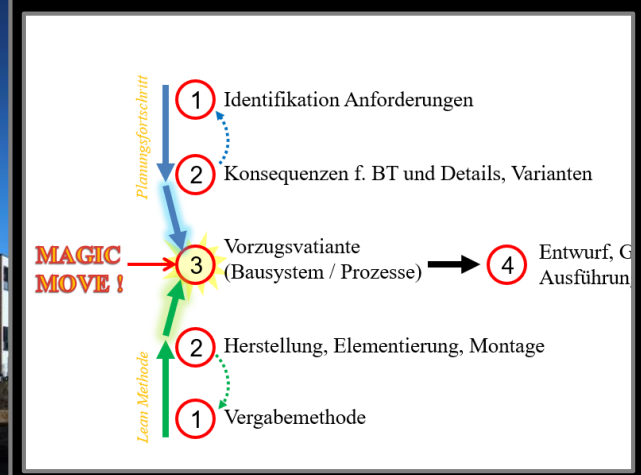 Planungsfortschritt
1 Identifikation Anforderungen
2 Konsequenzen f. BT und Details, Varianten
MAGIC
MOVE !
3 Vorzugsvatiante
(Bausystem / Prozesse)
4 Entwurf, G
Ausführung
Lean Methode
2 Herstellung, Elementierung, Montage
1 Vergabemethode